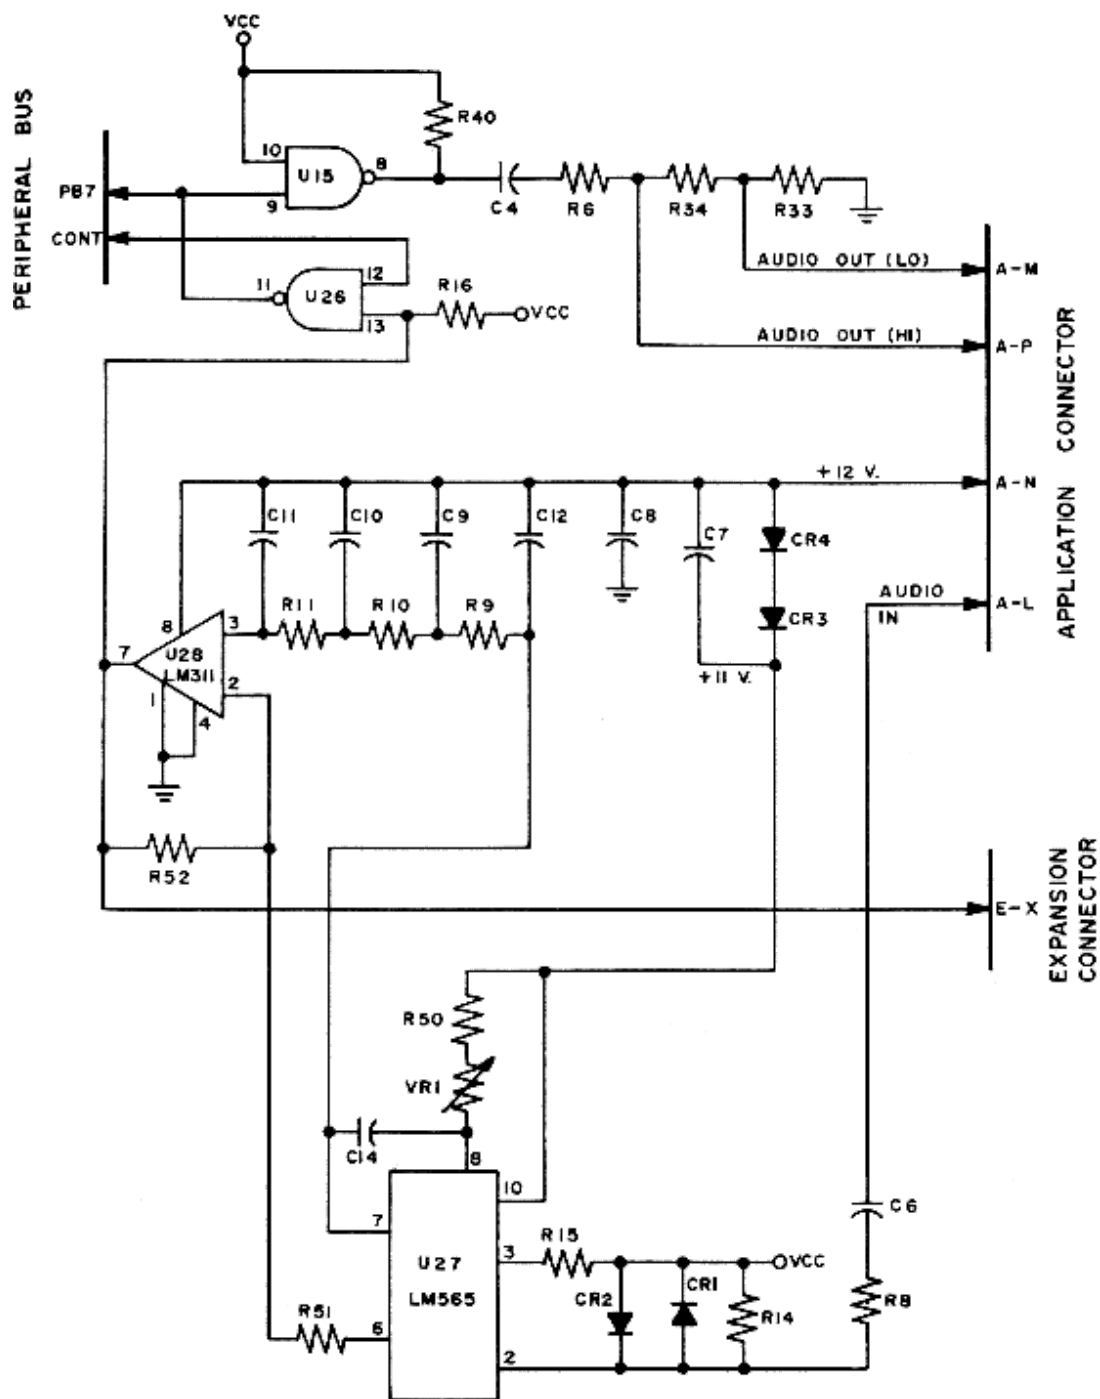 VCC
PERIPHERAL BUS
R40
10
U15
8
PB7
9
C4
R6
R34
R33
CONT
11
U26
12
13
R16
VCC
AUDIO OUT (LO)
A-M
AUDIO OUT (HI)
A-P
APPLICATION CONNECTOR
+12 V.
A-N
C11
C10
C9
C12
C8
C7
CR4
R11
R10
R9
CR3
AUDIO
IN
A-L
8
3
7
U28
LM311
2
1
4
+11 V.
R52
E-X
EXPANSION
CONNECTOR
R50
VR1
C14
8
10
7
C6
R15
3
VCC
U27
LM565
CR2
CR1
R14
R8
R51
6
2